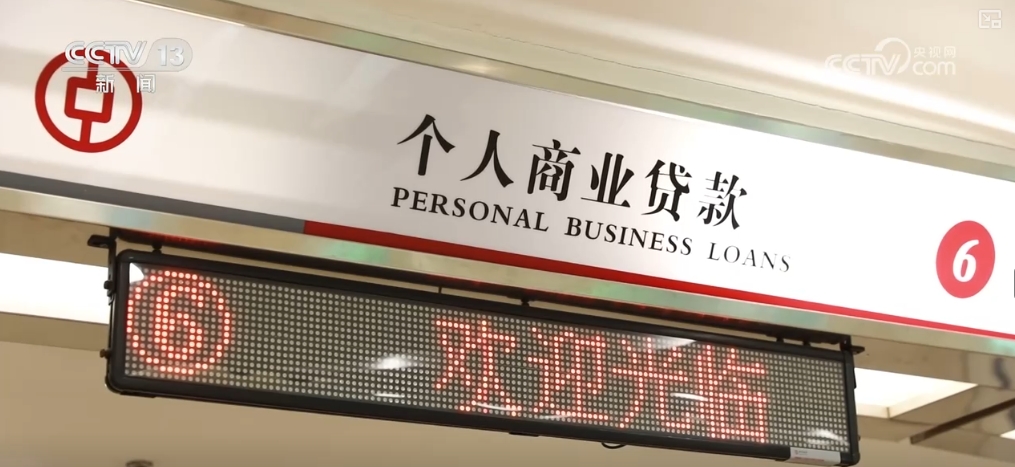 CCTV 13
新闻
央视网
CCTV.com
个人商业贷款
PERSONAL BUSINESS LOANS
6
6 欢迎光临